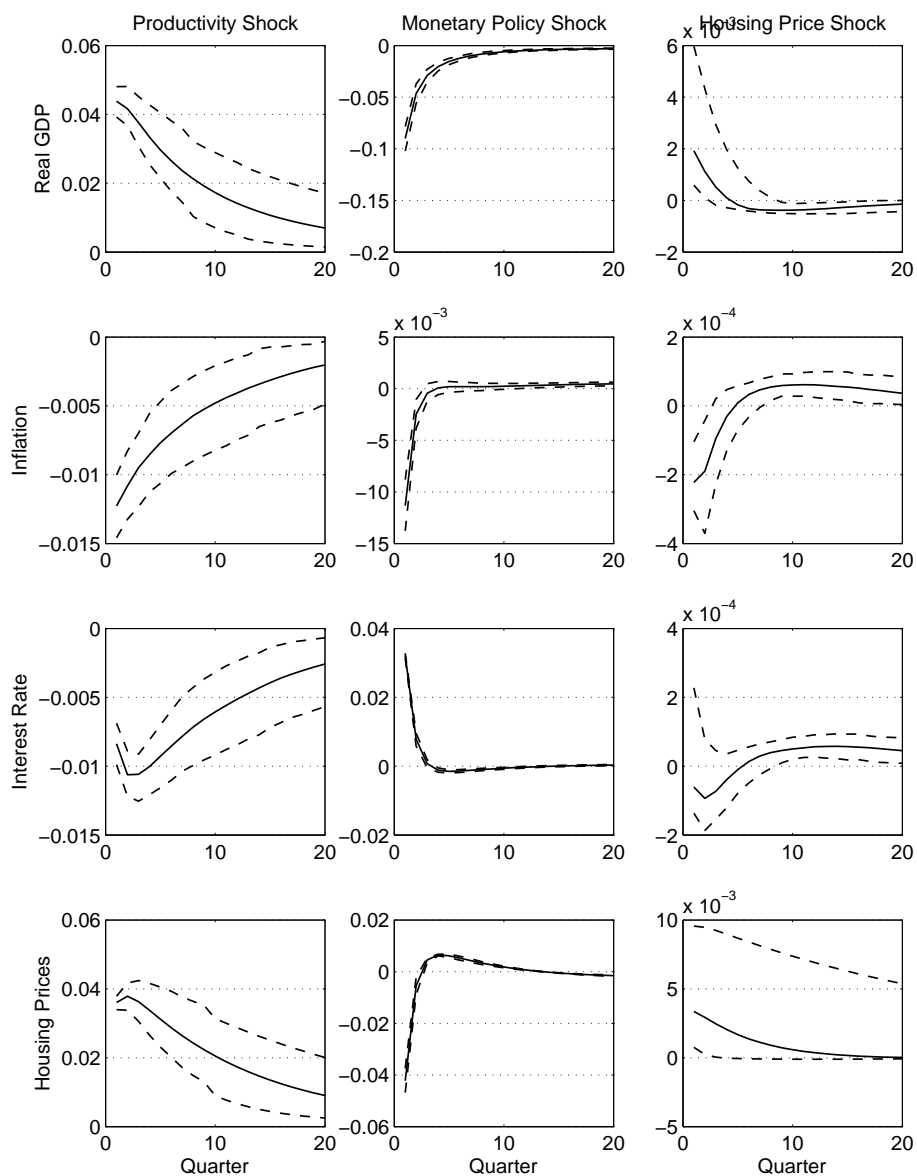 Productivity Shock Monetary Policy Shock Housing Price Shock
x 10⁻³
0.06 0 6
0.04 −0.05 4
−0.1 2
0.02 −0.15 0
0 −0.2 −2
0 10 20 0 10 20 0 10 20
Real GDP
x 10⁻³ x 10⁻⁴
0 5 2
−0.005 0 0
−5
−0.01 −10 −2
−0.015 −15 −4
0 10 20 0 10 20 0 10 20
Inflation
x 10⁻⁴
0 0.04 4
−0.005 0.02 2
−0.01 0 0
−0.015 −0.02 −2
0 10 20 0 10 20 0 10 20
Interest Rate
x 10⁻³
0.06 0.02 10
0.04 0 5
−0.02
0.02 −0.04 0
0 −0.06 −5
0 10 20 0 10 20 0 10 20
Housing Prices
Quarter Quarter Quarter